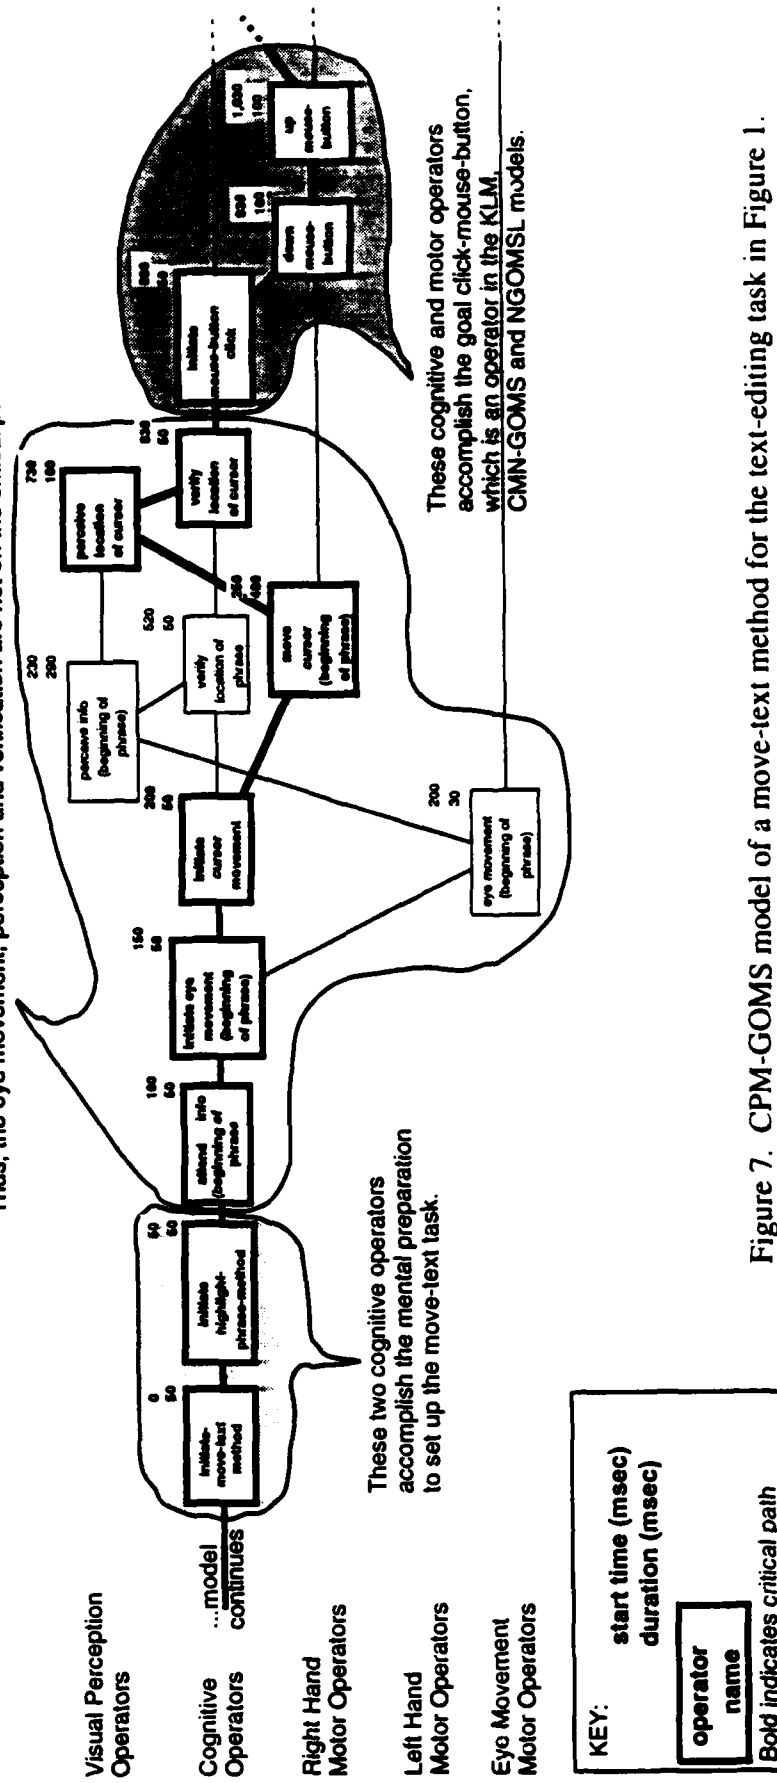 Thus, the eye movement, perception and verification are not on the critical path
Visual Perception
Operators
Cognitive
Operators
Right Hand
Motor Operators
Left Hand
Motor Operators
Eye Movement
Motor Operators
...model
continues
0
50
initiate-
move-text
method
50
50
initiate
highlight-
phrase-method
100
50
attend info
(beginning of
phrase
150
50
initiate eye
movement
(beginning
of phrase)
200
50
initiate
cursor
movement
230
290
perceive info
(beginning of
phrase)
520
50
verify
location of
phrase
move
cursor
(beginning
of phrase)
200
30
eye movement
(beginning of
phrase)
730
100
perceive
location
of cursor
830
50
verify
location
of cursor
50
initiate
mouse-button
click
930
100
down
mouse-
button
1,030
100
up
mouse-
button
These two cognitive operators
accomplish the mental preparation
to set up the move-text task.
These cognitive and motor operators
accomplish the goal click-mouse-button,
which is an operator in the KLM,
CMN-GOMS and NGOMSL models.
KEY:
start time (msec)
duration (msec)
operator
name
Bold indicates critical path
Figure 7. CPM-GOMS model of a move-text method for the text-editing task in Figure 1.